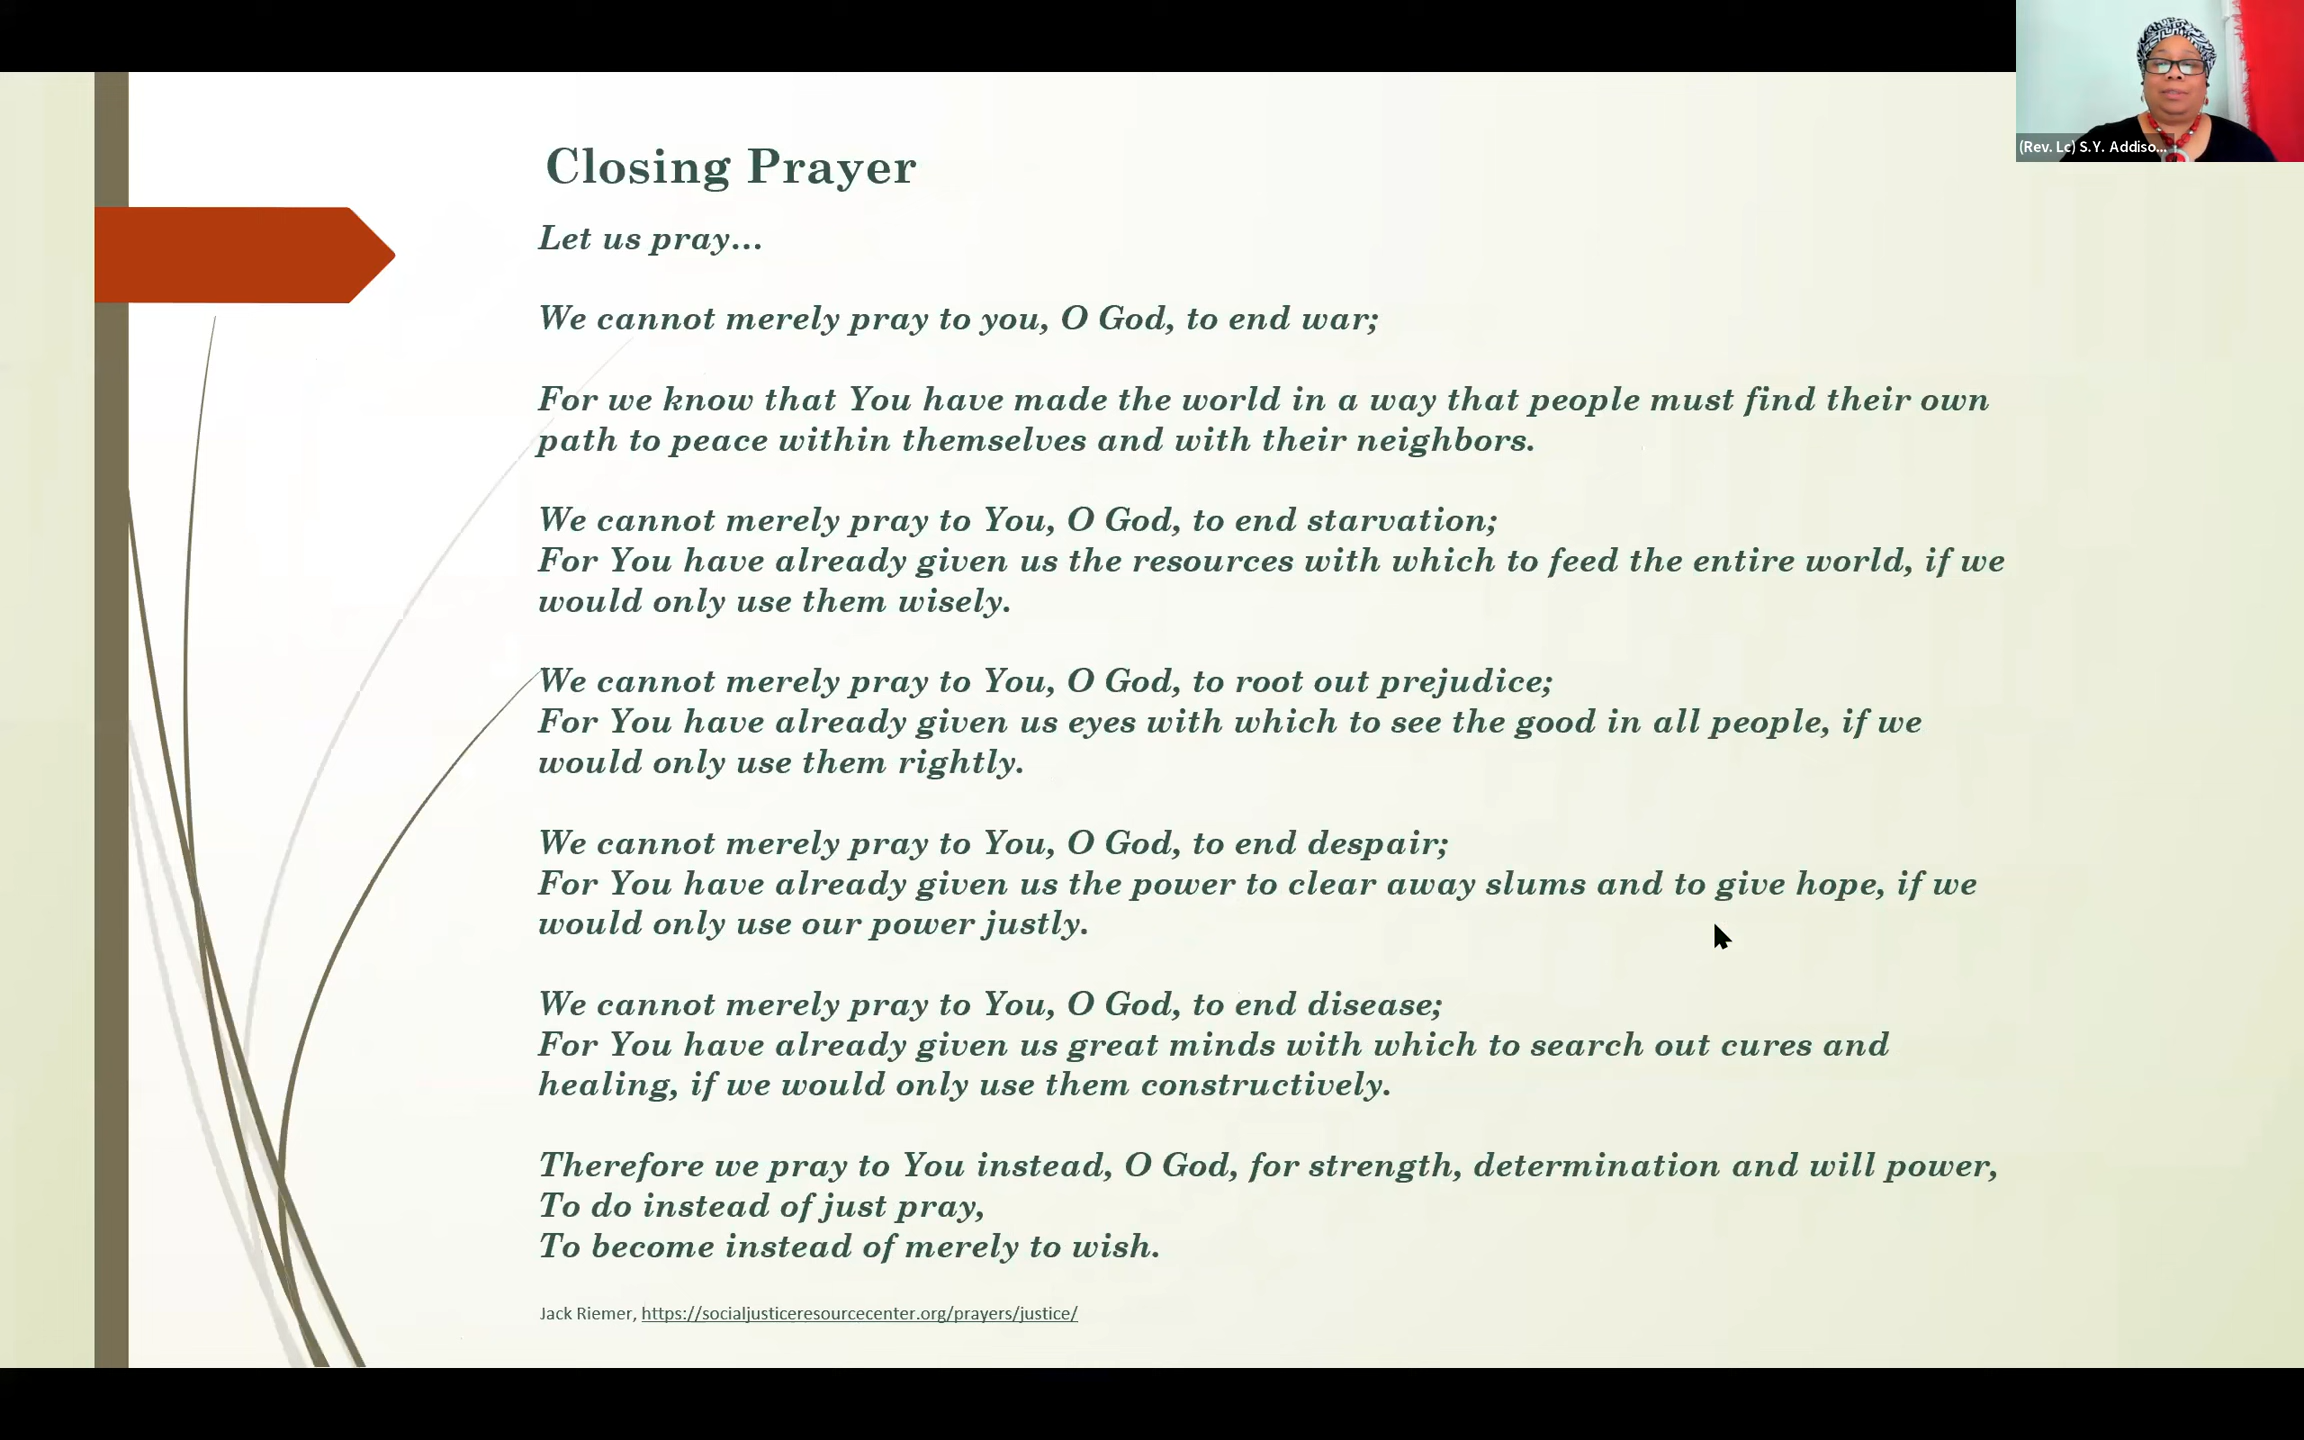 (Rev. Lc) S.Y. Addiso...
Closing Prayer
Let us pray...
We cannot merely pray to you, O God, to end war;
For we know that You have made the world in a way that people must find their own
path to peace within themselves and with their neighbors.
We cannot merely pray to You, O God, to end starvation;
For You have already given us the resources with which to feed the entire world, if we
would only use them wisely.
We cannot merely pray to You, O God, to root out prejudice;
For You have already given us eyes with which to see the good in all people, if we
would only use them rightly.
We cannot merely pray to You, O God, to end despair;
For You have already given us the power to clear away slums and to give hope, if we
would only use our power justly.
We cannot merely pray to You, O God, to end disease;
For You have already given us great minds with which to search out cures and
healing, if we would only use them constructively.
Therefore we pray to You instead, O God, for strength, determination and will power,
To do instead of just pray,
To become instead of merely to wish.
Jack Riemer, https://socialjusticeresourcecenter.org/prayers/justice/